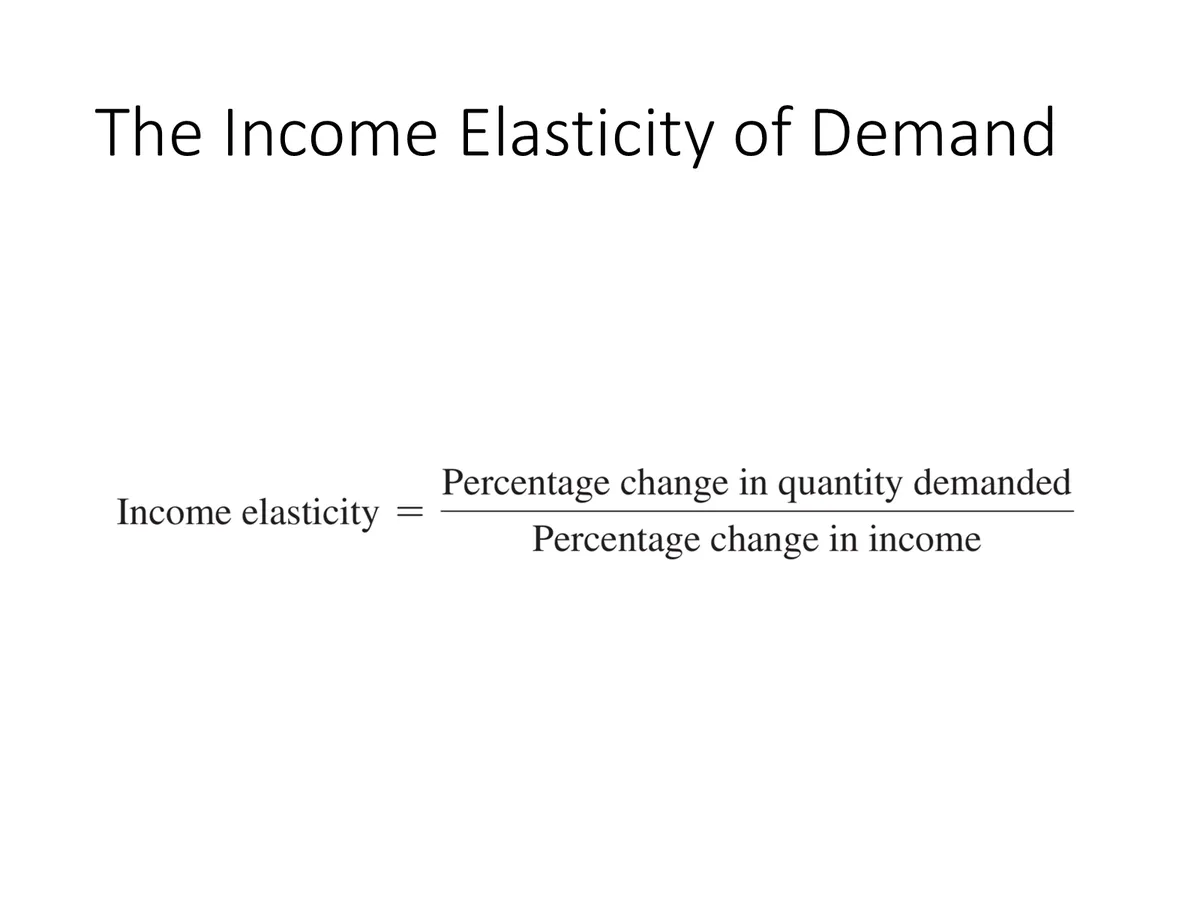 The Income Elasticity of Demand
Income elasticity = Percentage change in quantity demanded
Percentage change in income